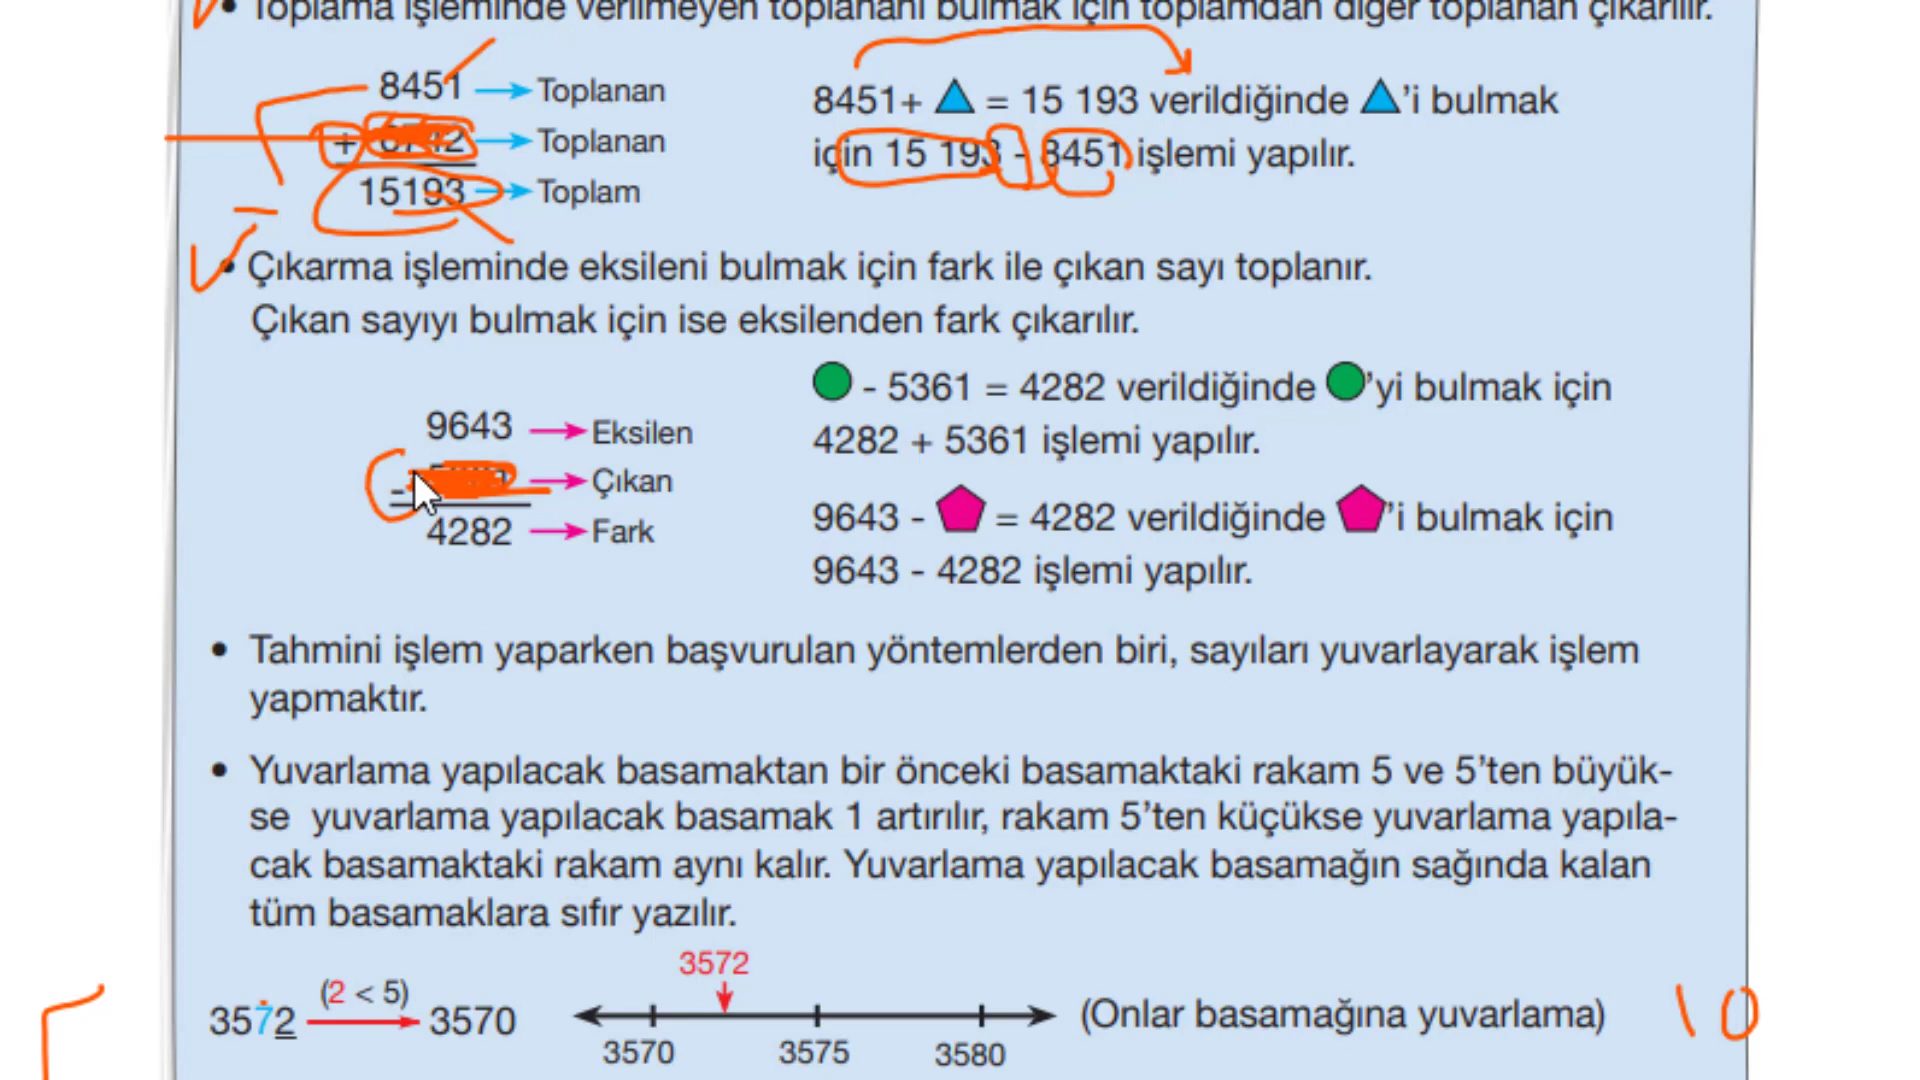 • Toplama işleminde verilmeyen toplananı bulmak için toplamdan diğer toplanan çıkarılır.
8451 → Toplanan
+ 6742 → Toplanan
15193 → Toplam
8451+ ▲ = 15 193 verildiğinde ▲'i bulmak
için 15 193 - 8451 işlemi yapılır.
• Çıkarma işleminde eksileni bulmak için fark ile çıkan sayı toplanır.
Çıkan sayıyı bulmak için ise eksilenden fark çıkarılır.
9643 → Eksilen
- → Çıkan
4282 → Fark
● - 5361 = 4282 verildiğinde ●'yi bulmak için
4282 + 5361 işlemi yapılır.
9643 - ⬟ = 4282 verildiğinde ⬟'i bulmak için
9643 - 4282 işlemi yapılır.
• Tahmini işlem yaparken başvurulan yöntemlerden biri, sayıları yuvarlayarak işlem
yapmaktır.
• Yuvarlama yapılacak basamaktan bir önceki basamaktaki rakam 5 ve 5'ten büyük-
se yuvarlama yapılacak basamak 1 artırılır, rakam 5'ten küçükse yuvarlama yapıla-
cak basamaktaki rakam aynı kalır. Yuvarlama yapılacak basamağın sağında kalan
tüm basamaklara sıfır yazılır.
3572 (2 < 5) → 3570
3572
3570 3575 3580
(Onlar basamağına yuvarlama)
10